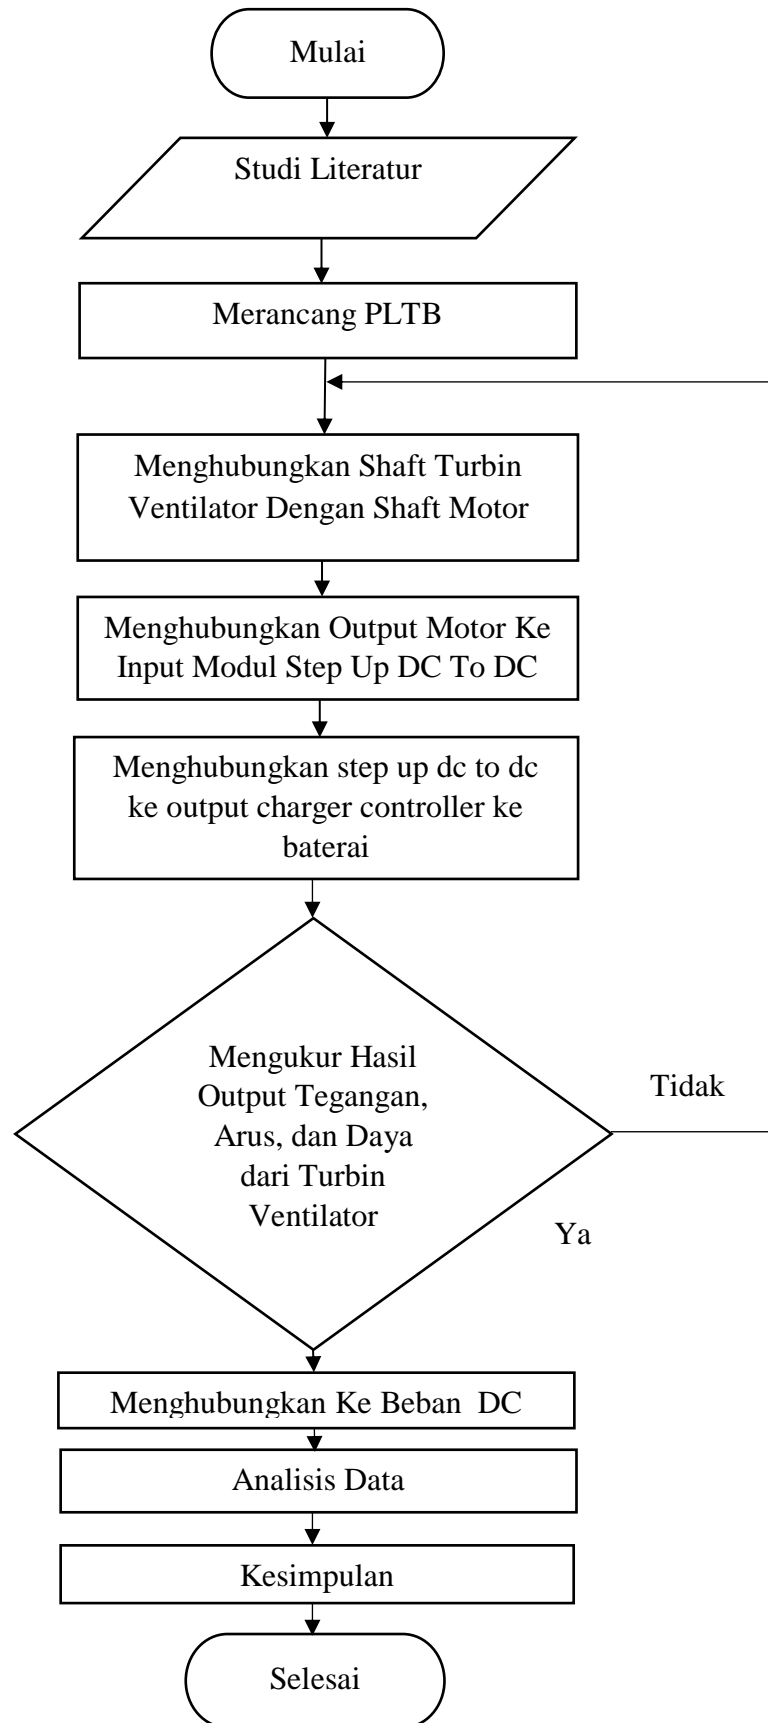 Mulai
Studi Literatur
Merancang PLTB
Menghubungkan Shaft Turbin
Ventilator Dengan Shaft Motor
Menghubungkan Output Motor Ke
Input Modul Step Up DC To DC
Menghubungkan step up dc to dc
ke output charger controller ke
baterai
Mengukur Hasil
Output Tegangan,
Arus, dan Daya
dari Turbin
Ventilator
Tidak
Ya
Menghubungkan Ke Beban DC
Analisis Data
Kesimpulan
Selesai